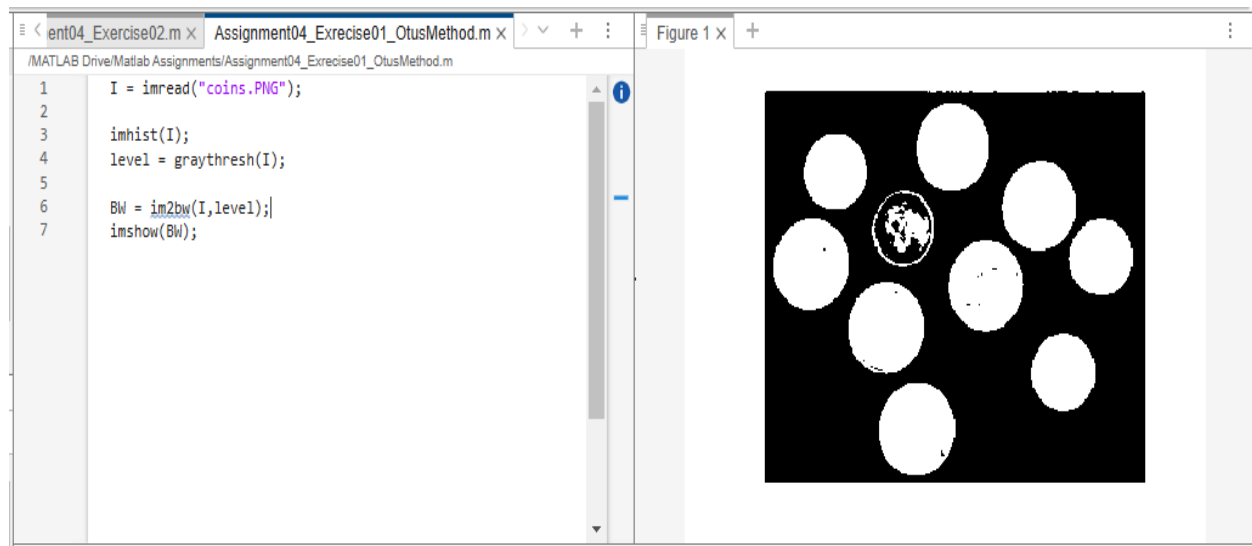 ent04_Exercise02.m × Assignment04_Exrecise01_OtusMethod.m ×
/MATLAB Drive/Matlab Assignments/Assignment04_Exrecise01_OtusMethod.m
1 I = imread("coins.PNG");
2
3 imhist(I);
4 level = graythresh(I);
5
6 BW = im2bw(I,level);
7 imshow(BW);
Figure 1 ×